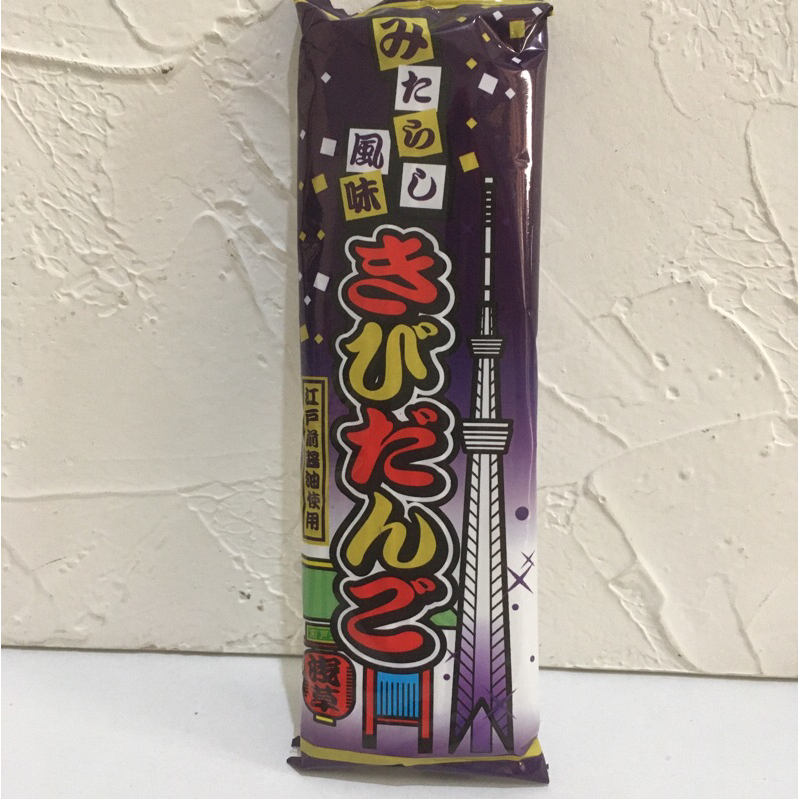 みたらし
風味
きびだんご
江戸前醤油使用
浅草